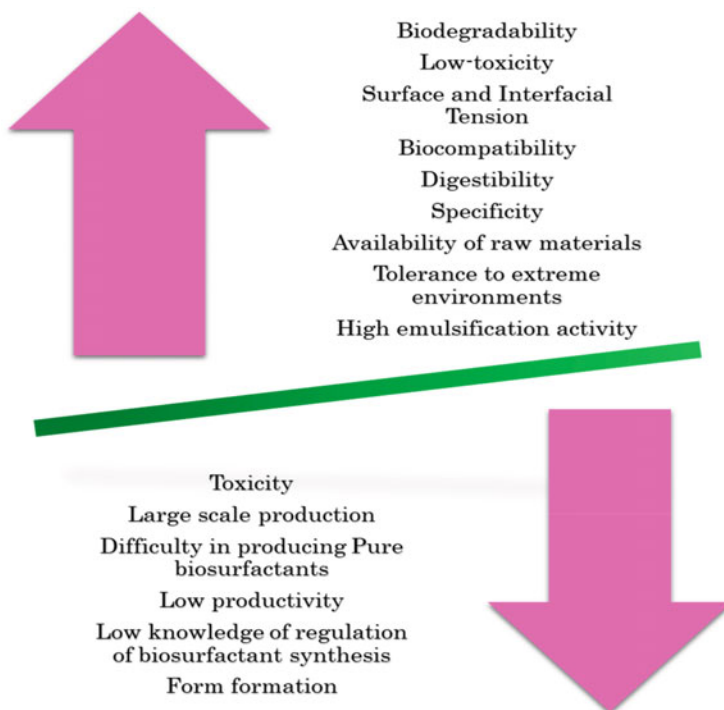 Biodegradability
Low-toxicity
Surface and Interfacial
Tension
Biocompatibility
Digestibility
Specificity
Availability of raw materials
Tolerance to extreme
environments
High emulsification activity
Toxicity
Large scale production
Difficulty in producing Pure
biosurfactants
Low productivity
Low knowledge of regulation
of biosurfactant synthesis
Form formation